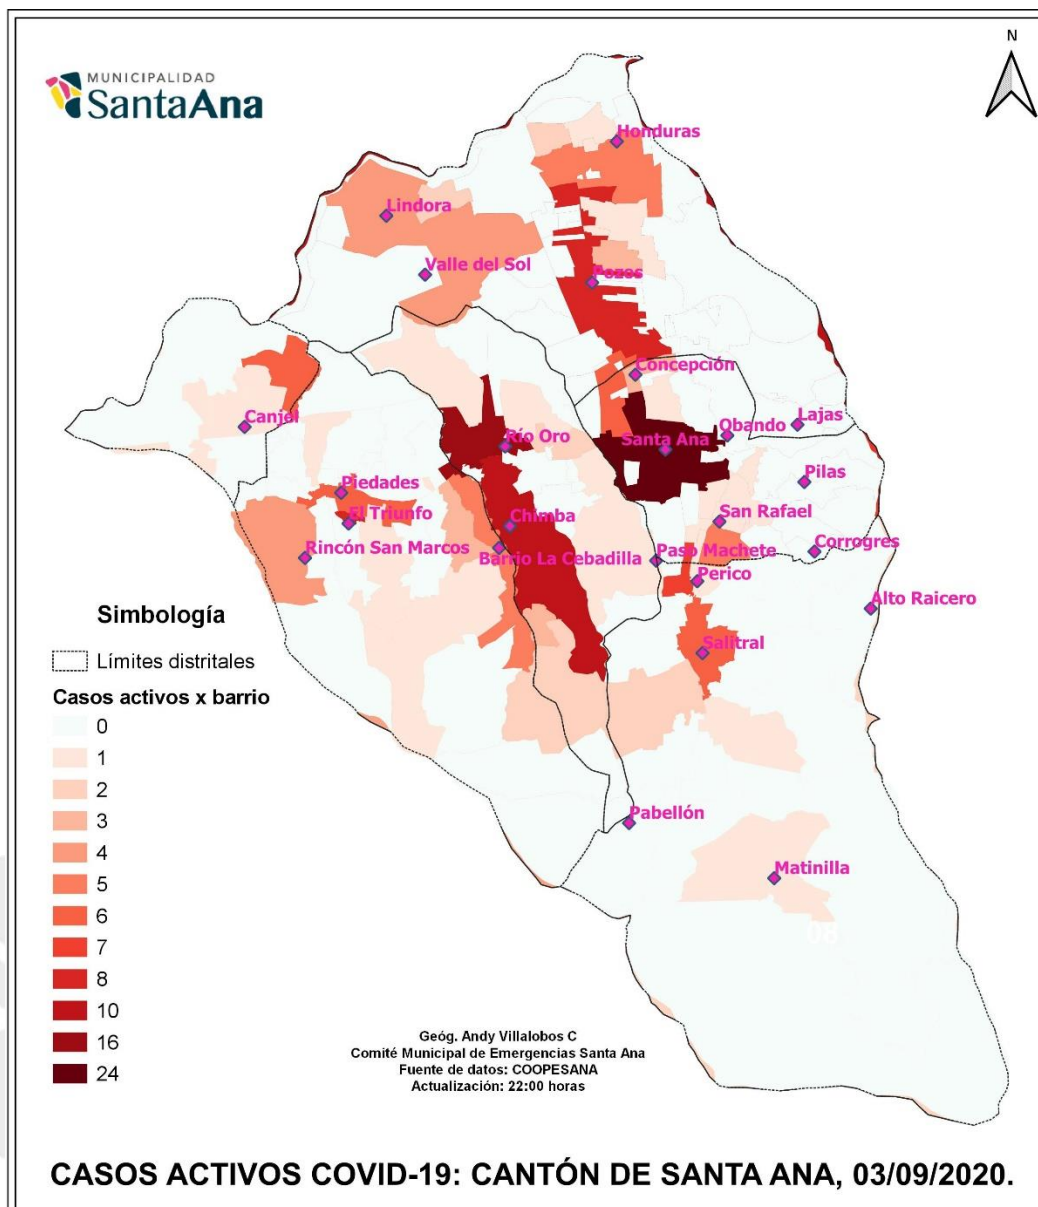 N
MUNICIPALIDAD
SantaAna
Honduras
Lindora
Valle del Sol
Pozos
Concepción
Canjel
Río Oro
Santa Ana
Obando
Lajas
Piedades
Pilas
El Triunfo
Chimba
San Rafael
Rincón San Marcos
Barrio La Cebadilla
Paso Machete
Corrogres
Perico
Alto Raicero
Salitral
Pabellón
Matinilla
08
Simbología
Límites distritales
Casos activos x barrio
0
1
2
3
4
5
6
7
8
10
16
24
Geóg. Andy Villalobos C
Comité Municipal de Emergencias Santa Ana
Fuente de datos: COOPESANA
Actualización: 22:00 horas
CASOS ACTIVOS COVID-19: CANTÓN DE SANTA ANA, 03/09/2020.